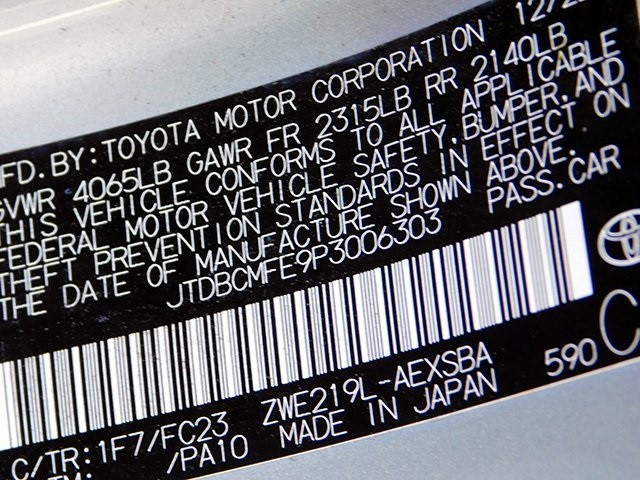 MFD. BY: TOYOTA MOTOR CORPORATION 12/22
GVWR 4065LB GAWR FR 2315LB RR 2140LB
THIS VEHICLE CONFORMS TO ALL APPLICABLE
FEDERAL MOTOR VEHICLE SAFETY, BUMPER, AND
THEFT PREVENTION STANDARDS IN EFFECT ON
THE DATE OF MANUFACTURE SHOWN ABOVE.
JTDBCMFE9P3006303 PASS. CAR
C/TR: 1F7/FC23 ZWE219L-AEXSBA 590 C
/PA10 MADE IN JAPAN